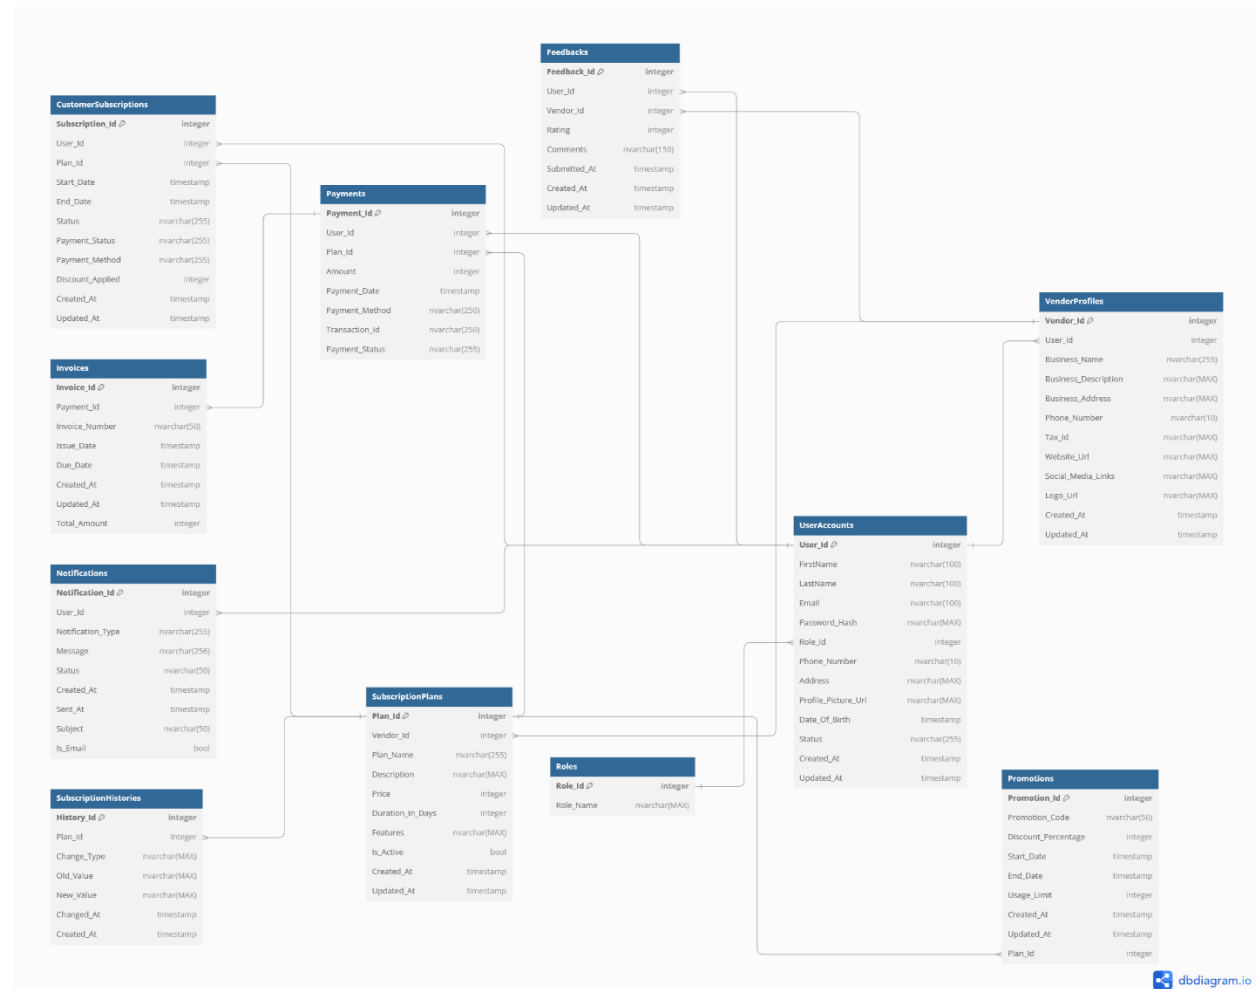 Feedbacks
Feedback_Id integer
User_Id integer
Vendor_Id integer
Rating integer
Comments nvarchar(150)
Submitted_At timestamp
Created_At timestamp
Updated_At timestamp
CustomerSubscriptions
Subscription_Id integer
User_Id integer
Plan_Id integer
Start_Date timestamp
End_Date timestamp
Status nvarchar(255)
Payment_Status nvarchar(255)
Payment_Method nvarchar(255)
Discount_Applied integer
Created_At timestamp
Updated_At timestamp
Payments
Payment_Id integer
User_Id integer
Plan_Id integer
Amount integer
Payment_Date timestamp
Payment_Method nvarchar(250)
Transaction_Id nvarchar(250)
Payment_Status nvarchar(255)
VendorProfiles
Vendor_Id integer
User_Id integer
Business_Name nvarchar(255)
Business_Description nvarchar(MAX)
Business_Address nvarchar(MAX)
Phone_Number nvarchar(10)
Tax_Id nvarchar(MAX)
Website_Url nvarchar(MAX)
Social_Media_Links nvarchar(MAX)
Logo_Url nvarchar(MAX)
Created_At timestamp
Updated_At timestamp
Invoices
Invoice_Id integer
Payment_Id integer
Invoice_Number nvarchar(50)
Issue_Date timestamp
Due_Date timestamp
Created_At timestamp
Updated_At timestamp
Total_Amount integer
UserAccounts
User_Id integer
FirstName nvarchar(100)
LastName nvarchar(100)
Email nvarchar(100)
Password_Hash nvarchar(MAX)
Role_Id integer
Phone_Number nvarchar(10)
Address nvarchar(MAX)
Profile_Picture_Url nvarchar(MAX)
Date_Of_Birth timestamp
Status nvarchar(255)
Created_At timestamp
Updated_At timestamp
Notifications
Notification_Id integer
User_Id integer
Notification_Type nvarchar(255)
Message nvarchar(256)
Status nvarchar(50)
Created_At timestamp
Sent_At timestamp
Subject nvarchar(50)
Is_Email bool
SubscriptionPlans
Plan_Id integer
Vendor_Id integer
Plan_Name nvarchar(255)
Description nvarchar(MAX)
Price integer
Duration_In_Days integer
Features nvarchar(MAX)
Is_Active bool
Created_At timestamp
Updated_At timestamp
Roles
Role_Id integer
Role_Name nvarchar(MAX)
Promotions
Promotion_Id integer
Promotion_Code nvarchar(50)
Discount_Percentage integer
Start_Date timestamp
End_Date timestamp
Usage_Limit integer
Created_At timestamp
Updated_At timestamp
Plan_Id integer
SubscriptionHistories
History_Id integer
Plan_Id integer
Change_Type nvarchar(MAX)
Old_Value nvarchar(MAX)
New_Value nvarchar(MAX)
Changed_At timestamp
Created_At timestamp
dbdiagram.io